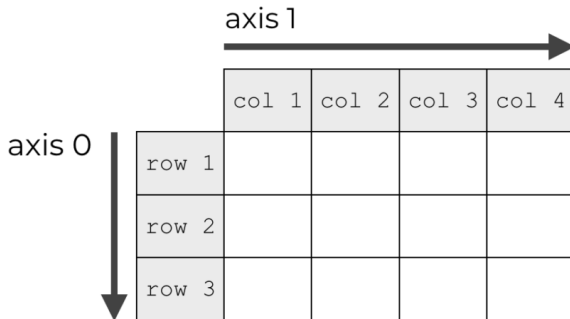 axis 1
col 1 col 2 col 3 col 4
axis 0
row 1
row 2
row 3